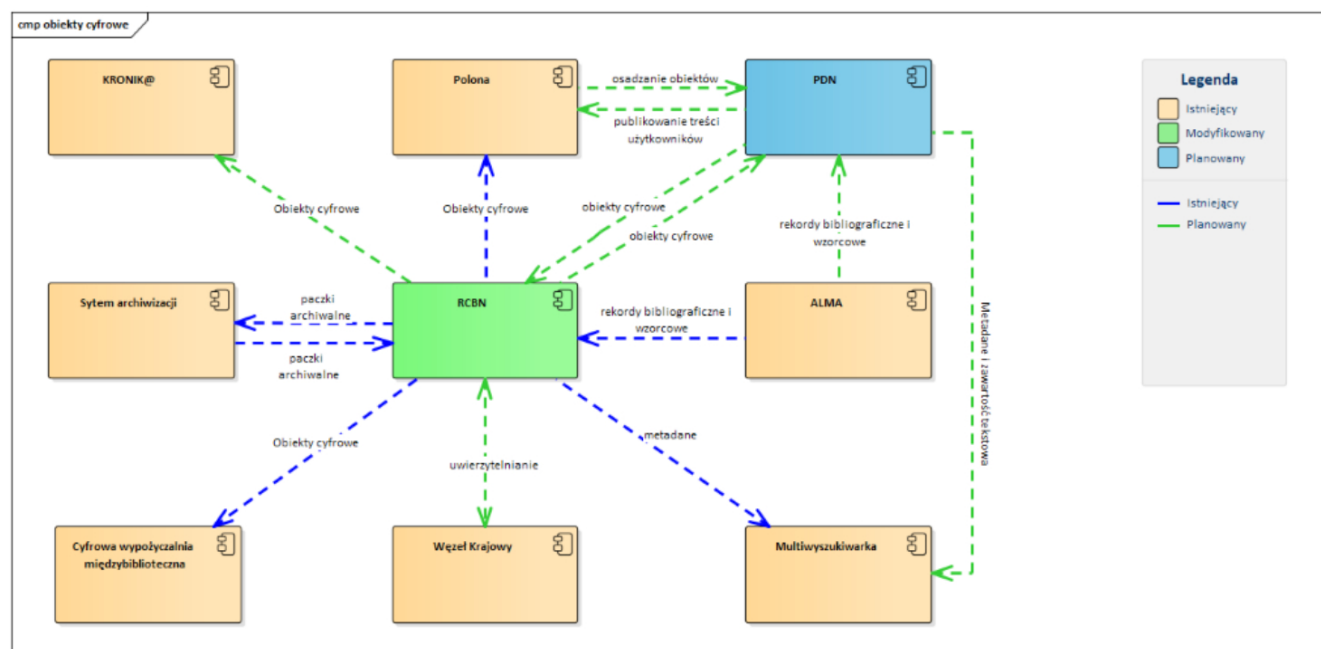 cmp obiekty cyfrowe
KRONIK@
Polona
osadzanie obiektów
publikowanie treści
użytkowników
PDN
Legenda
Istniejący
Modyfikowany
Planowany
Istniejący
Planowany
Obiekty cyfrowe
Obiekty cyfrowe
obiekty cyfrowe
obiekty cyfrowe
rekordy bibliograficzne i
wzorcowe
Sytem archiwizacji
paczki
archiwalne
paczki
archiwalne
RCBN
rekordy bibliograficzne i
wzorcowe
ALMA
Metadane i zawartość tekstowa
Obiekty cyfrowe
uwierzytelnianie
metadane
Cyfrowa wypożyczalnia
międzybiblioteczna
Węzeł Krajowy
Multiwyszukiwarka